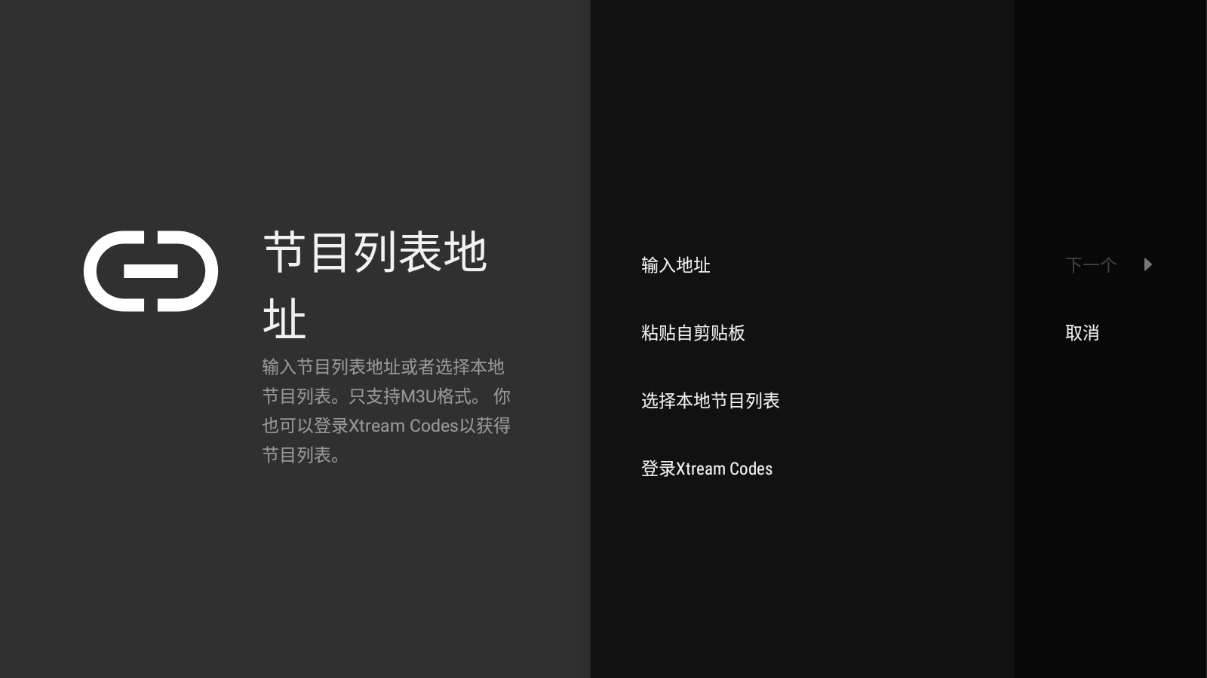 节目列表地
址
输入节目列表地址或者选择本地
节目列表。只支持M3U格式。 你
也可以登录Xtream Codes以获得
节目列表。
输入地址
粘贴自剪贴板
选择本地节目列表
登录Xtream Codes
下一个
取消